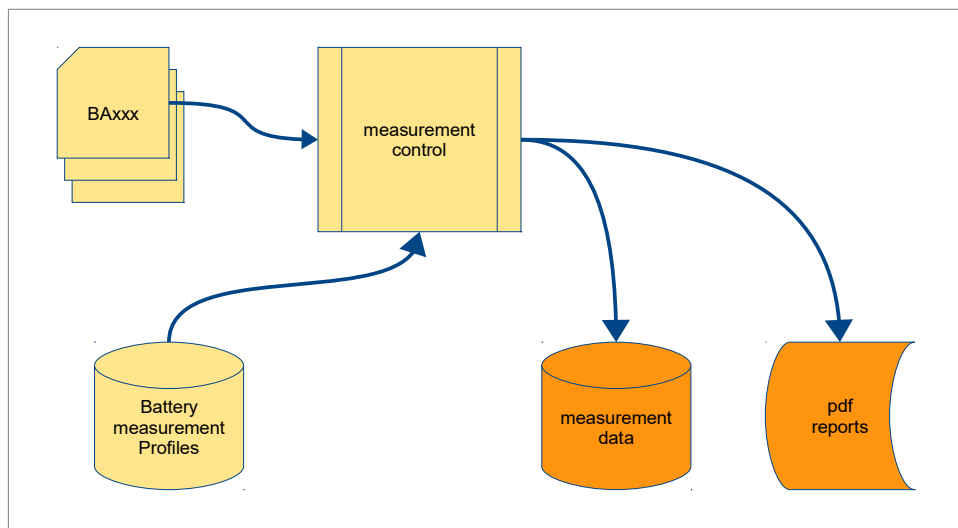 BAxxx
measurement
control
Battery
measurement
Profiles
measurement
data
pdf
reports